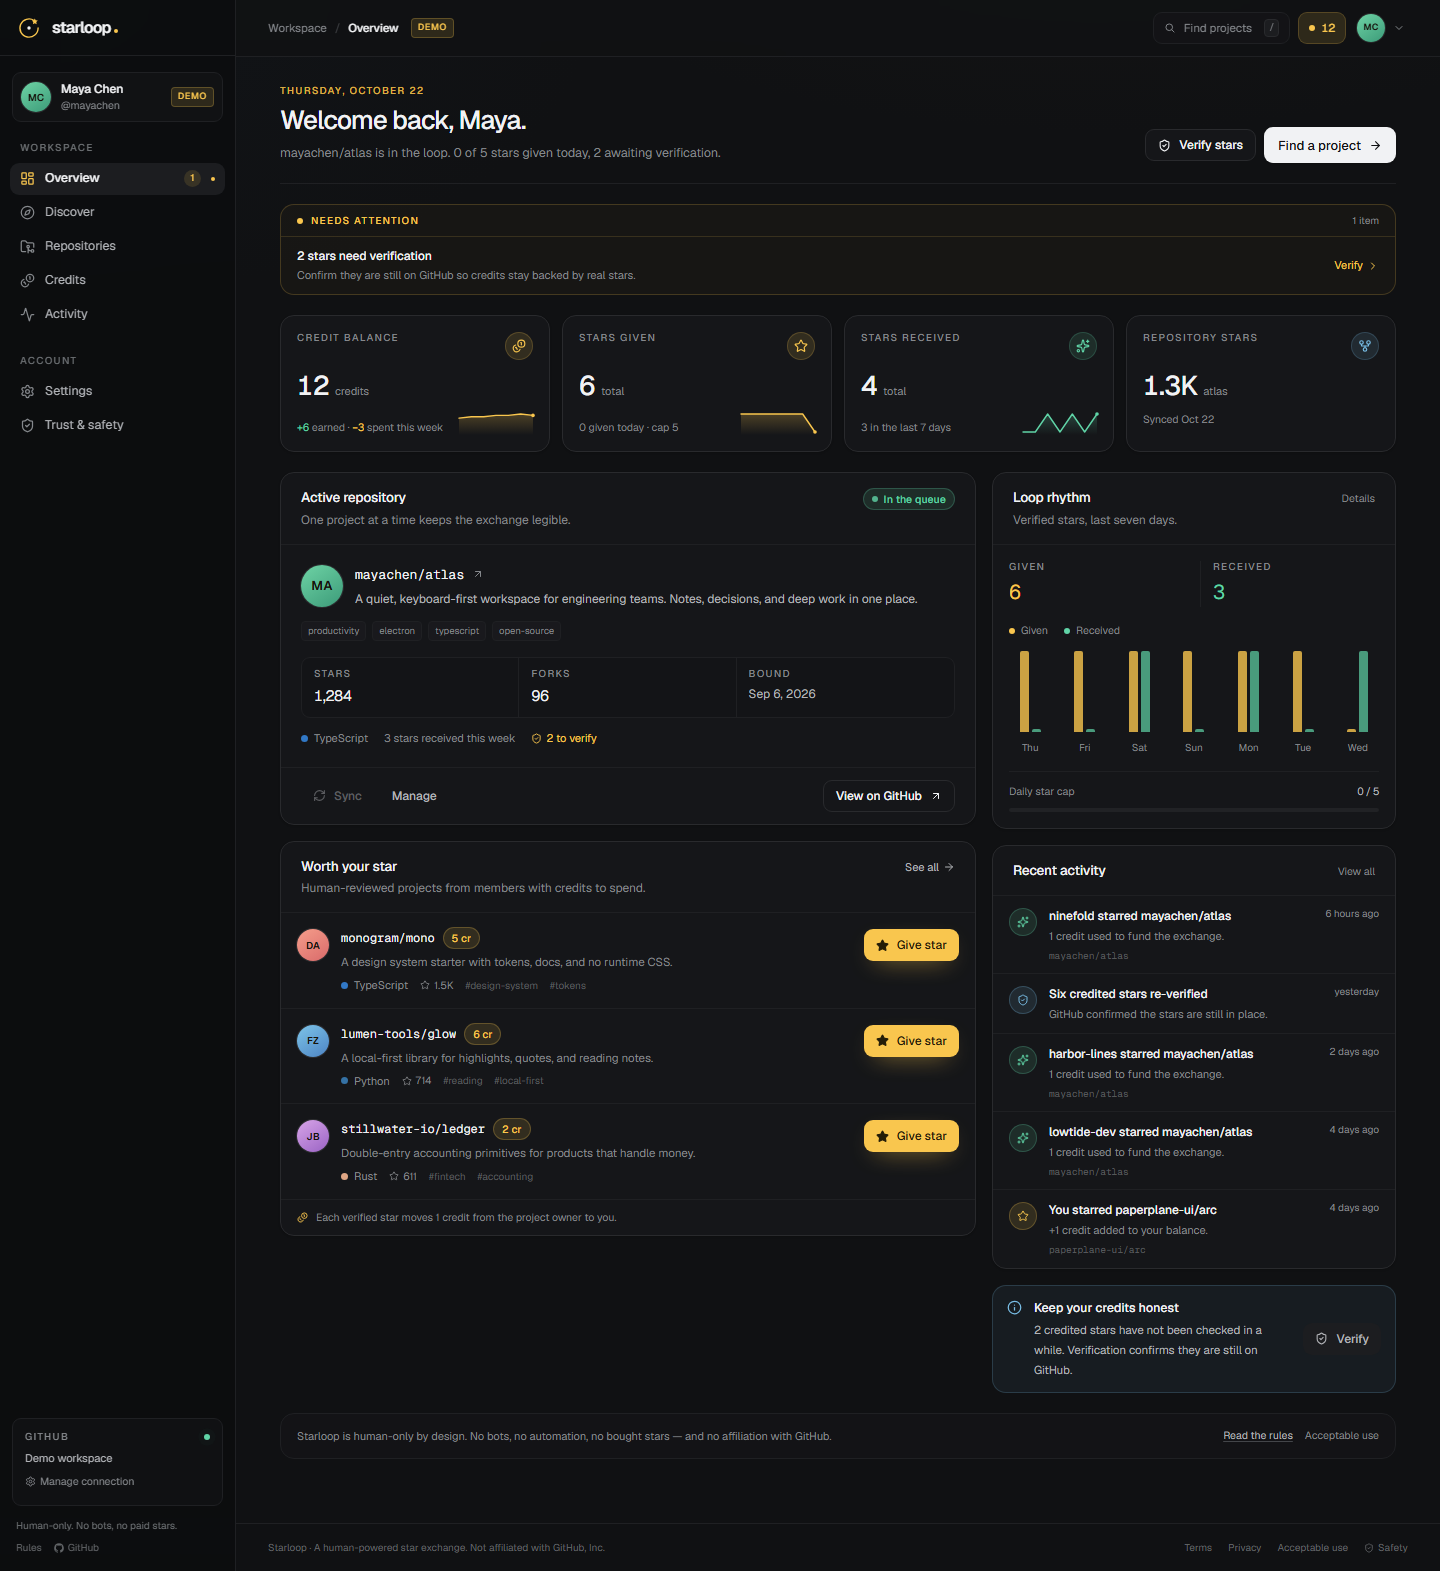 starloop.
Workspace / Overview DEMO
Find projects /
12
MC
MC
Maya Chen
@mayachen
DEMO
WORKSPACE
Overview 1
Discover
Repositories
Credits
Activity
ACCOUNT
Settings
Trust & safety
THURSDAY, OCTOBER 22
Welcome back, Maya.
mayachen/atlas is in the loop. 0 of 5 stars given today, 2 awaiting verification.
Verify stars
Find a project
NEEDS ATTENTION
1 item
2 stars need verification
Confirm they are still on GitHub so credits stay backed by real stars.
Verify
CREDIT BALANCE
12 credits
+6 earned · −3 spent this week
STARS GIVEN
6 total
0 given today · cap 5
STARS RECEIVED
4 total
3 in the last 7 days
REPOSITORY STARS
1.3K atlas
Synced Oct 22
Active repository
One project at a time keeps the exchange legible.
In the queue
MA
mayachen/atlas
A quiet, keyboard-first workspace for engineering teams. Notes, decisions, and deep work in one place.
productivity electron typescript open-source
STARS
1,284
FORKS
96
BOUND
Sep 6, 2026
TypeScript 3 stars received this week 2 to verify
Sync Manage
View on GitHub
Loop rhythm
Details
Verified stars, last seven days.
GIVEN
6
RECEIVED
3
Given Received
Thu Fri Sat Sun Mon Tue Wed
Daily star cap 0 / 5
Worth your star
See all
Human-reviewed projects from members with credits to spend.
DA
monogram/mono 5 cr
A design system starter with tokens, docs, and no runtime CSS.
TypeScript 1.5K #design-system #tokens
Give star
FZ
lumen-tools/glow 6 cr
A local-first library for highlights, quotes, and reading notes.
Python 714 #reading #local-first
Give star
JB
stillwater-io/ledger 2 cr
Double-entry accounting primitives for products that handle money.
Rust 611 #fintech #accounting
Give star
Each verified star moves 1 credit from the project owner to you.
Recent activity
View all
ninefold starred mayachen/atlas
6 hours ago
1 credit used to fund the exchange.
mayachen/atlas
Six credited stars re-verified
yesterday
GitHub confirmed the stars are still in place.
harbor-lines starred mayachen/atlas
2 days ago
1 credit used to fund the exchange.
mayachen/atlas
lowtide-dev starred mayachen/atlas
4 days ago
1 credit used to fund the exchange.
mayachen/atlas
You starred paperplane-ui/arc
4 days ago
+1 credit added to your balance.
paperplane-ui/arc
Keep your credits honest
2 credited stars have not been checked in a
while. Verification confirms they are still on
GitHub.
Verify
Starloop is human-only by design. No bots, no automation, no bought stars — and no affiliation with GitHub.
Read the rules Acceptable use
GITHUB
Demo workspace
Manage connection
Human-only. No bots, no paid stars.
Rules GitHub
Starloop · A human-powered star exchange. Not affiliated with GitHub, Inc.
Terms Privacy Acceptable use Safety